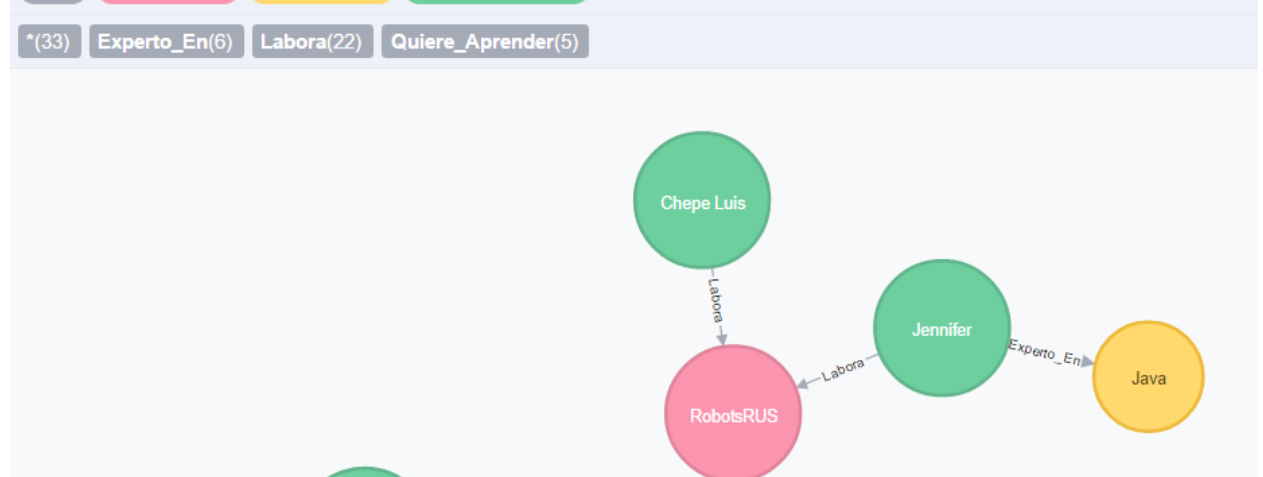 *(33) Experto_En(6) Labora(22) Quiere_Aprender(5)
Chepe Luis
Labora
Jennifer
Experto_En
Java
Labora
RobotsRUS